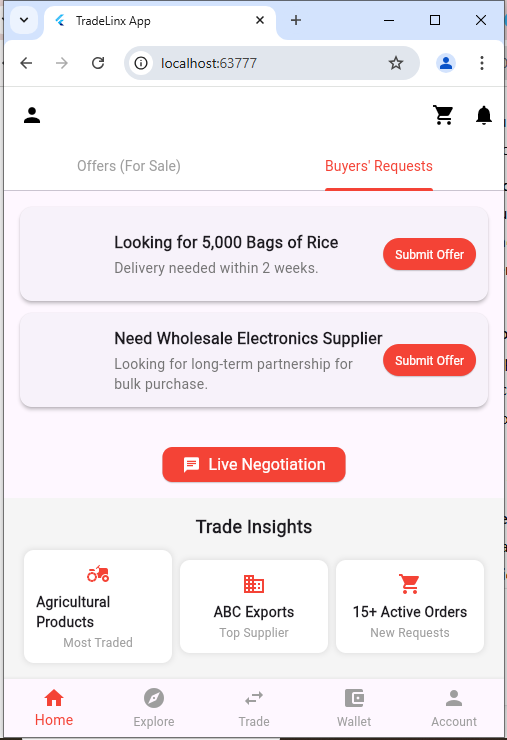 TradeLinx App
localhost:63777
Offers (For Sale)
Buyers' Requests
Looking for 5,000 Bags of Rice
Delivery needed within 2 weeks.
Submit Offer
Need Wholesale Electronics Supplier
Looking for long-term partnership for
bulk purchase.
Submit Offer
Live Negotiation
Trade Insights
Agricultural
Products
Most Traded
ABC Exports
Top Supplier
15+ Active Orders
New Requests
Home
Explore
Trade
Wallet
Account